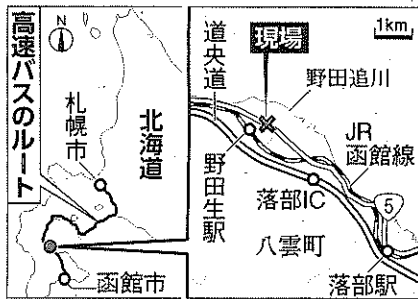 高速バスのルート
N
札幌市
北海道
函館市
1km
現場
道央道
野田追川
野田生駅
JR
函館線
落部IC
5
八雲町
落部駅